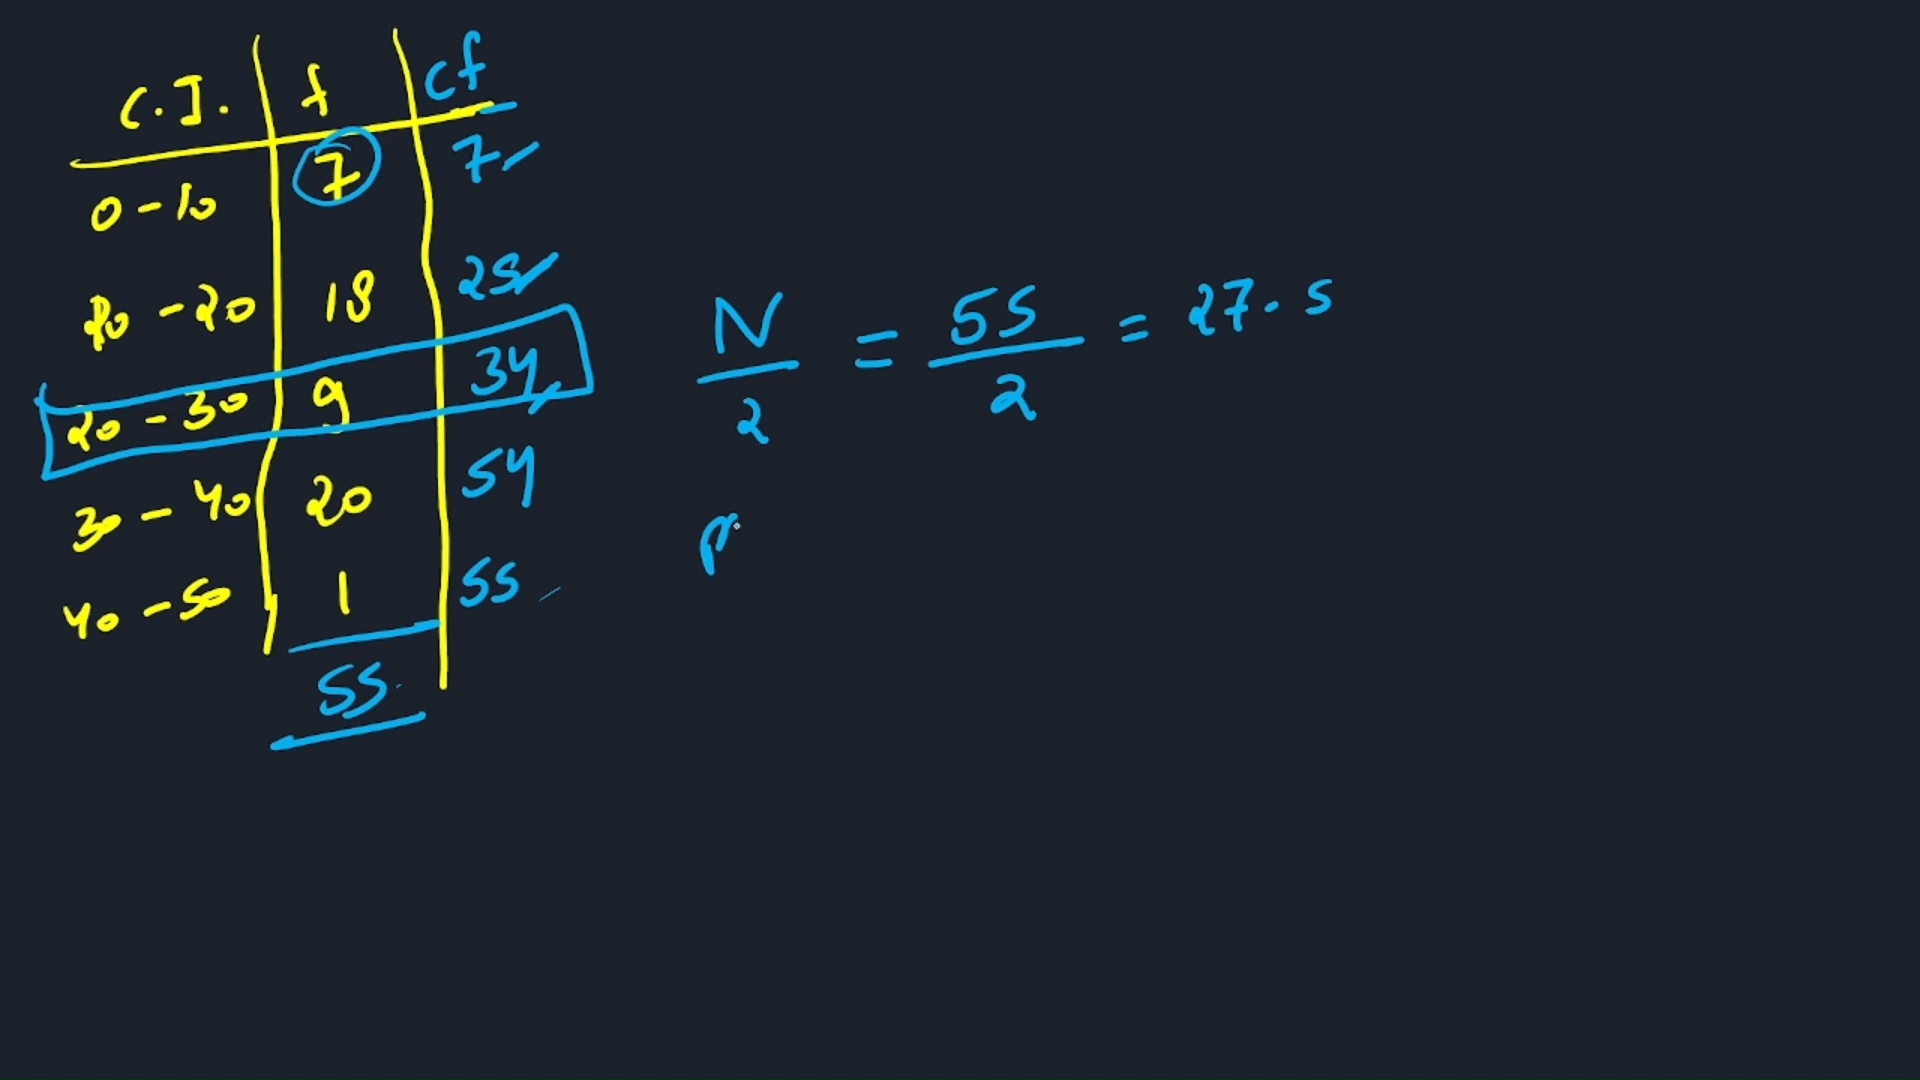 C.I. f cf
0-10 7 7
10-20 18 25
20-30 9 34
30-40 20 54
40-50 1 55
55
N/2 = 55/2 = 27.5